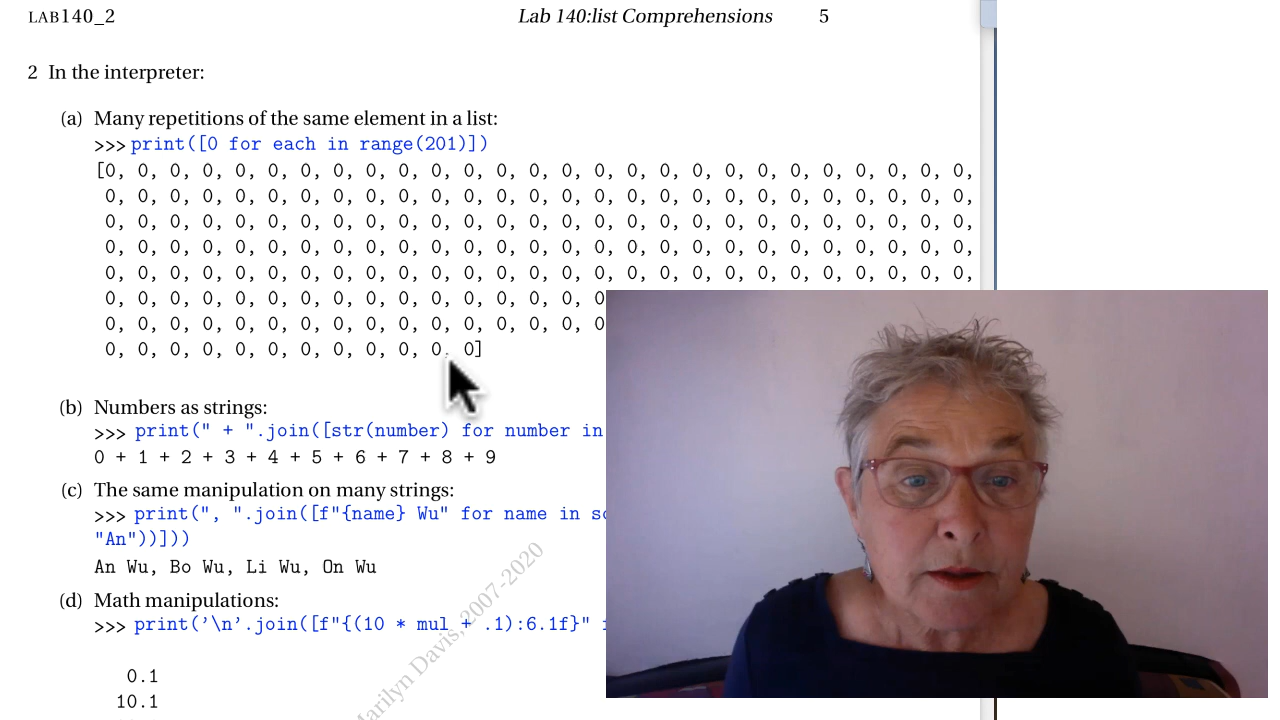 LAB140_2 Lab 140:list Comprehensions 5
2 In the interpreter:
(a) Many repetitions of the same element in a list:
>>> print([0 for each in range(201)])
[0, 0, 0, 0, 0, 0, 0, 0, 0, 0, 0, 0, 0, 0, 0, 0, 0, 0, 0, 0, 0, 0, 0, 0, 0, 0, 0,
0, 0, 0, 0, 0, 0, 0, 0, 0, 0, 0, 0, 0, 0, 0, 0, 0, 0, 0, 0, 0, 0, 0, 0, 0, 0, 0,
0, 0, 0, 0, 0, 0, 0, 0, 0, 0, 0, 0, 0, 0, 0, 0, 0, 0, 0, 0, 0, 0, 0, 0, 0, 0, 0,
0, 0, 0, 0, 0, 0, 0, 0, 0, 0, 0, 0, 0, 0, 0, 0, 0, 0, 0, 0, 0, 0, 0, 0, 0, 0, 0,
0, 0, 0, 0, 0, 0, 0, 0, 0, 0, 0, 0, 0, 0, 0, 0, 0, 0, 0, 0, 0, 0, 0, 0, 0, 0, 0,
0, 0, 0, 0, 0, 0, 0, 0, 0, 0, 0, 0, 0, 0, 0, 0
0, 0, 0, 0, 0, 0, 0, 0, 0, 0, 0, 0, 0, 0, 0, 0
0, 0, 0, 0, 0, 0, 0, 0, 0, 0, 0, 0]
(b) Numbers as strings:
>>> print(" + ".join([str(number) for number in
0 + 1 + 2 + 3 + 4 + 5 + 6 + 7 + 8 + 9
(c) The same manipulation on many strings:
>>> print(", ".join([f"{name} Wu" for name in
"An"))]))
An Wu, Bo Wu, Li Wu, On Wu
(d) Math manipulations:
>>> print('\n'.join([f"{(10 * mul + .1):6.1f}"
0.1
10.1
Marilyn Davis, 2007-2020